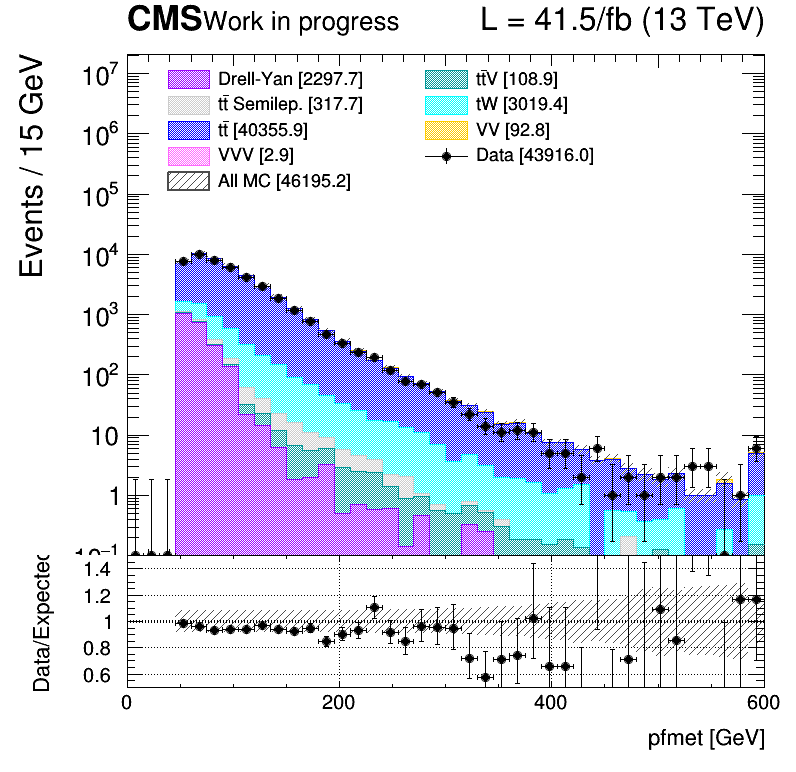 CMS Work in progress L = 41.5/fb (13 TeV)
Events / 15 GeV
Drell-Yan [2297.7]
tt̄V [108.9]
tt̄ Semilep. [317.7]
tW [3019.4]
tt̄ [40355.9]
VV [92.8]
VVV [2.9]
Data [43916.0]
All MC [46195.2]
10⁷
10⁶
10⁵
10⁴
10³
10²
10
1
10⁻¹
Data/Expected
1.4
1.2
1
0.8
0.6
0 200 400 600
pfmet [GeV]